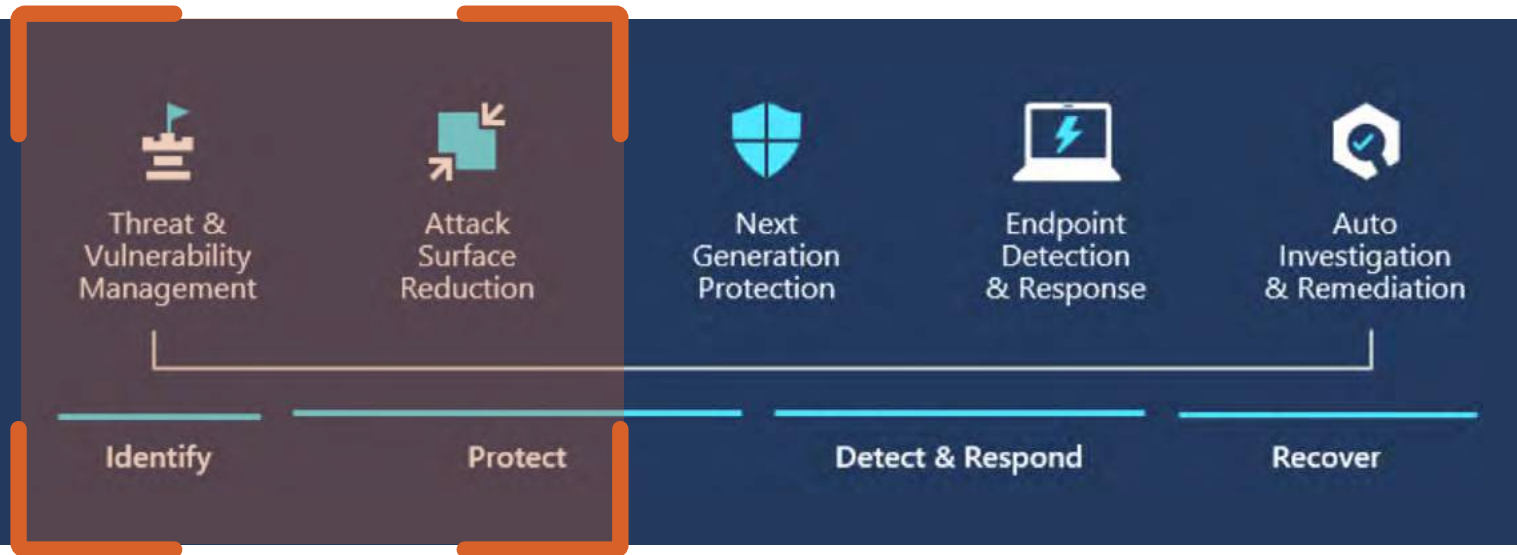 Threat &
Vulnerability
Management
Attack
Surface
Reduction
Next
Generation
Protection
Endpoint
Detection
& Response
Auto
Investigation
& Remediation
Identify
Protect
Detect & Respond
Recover